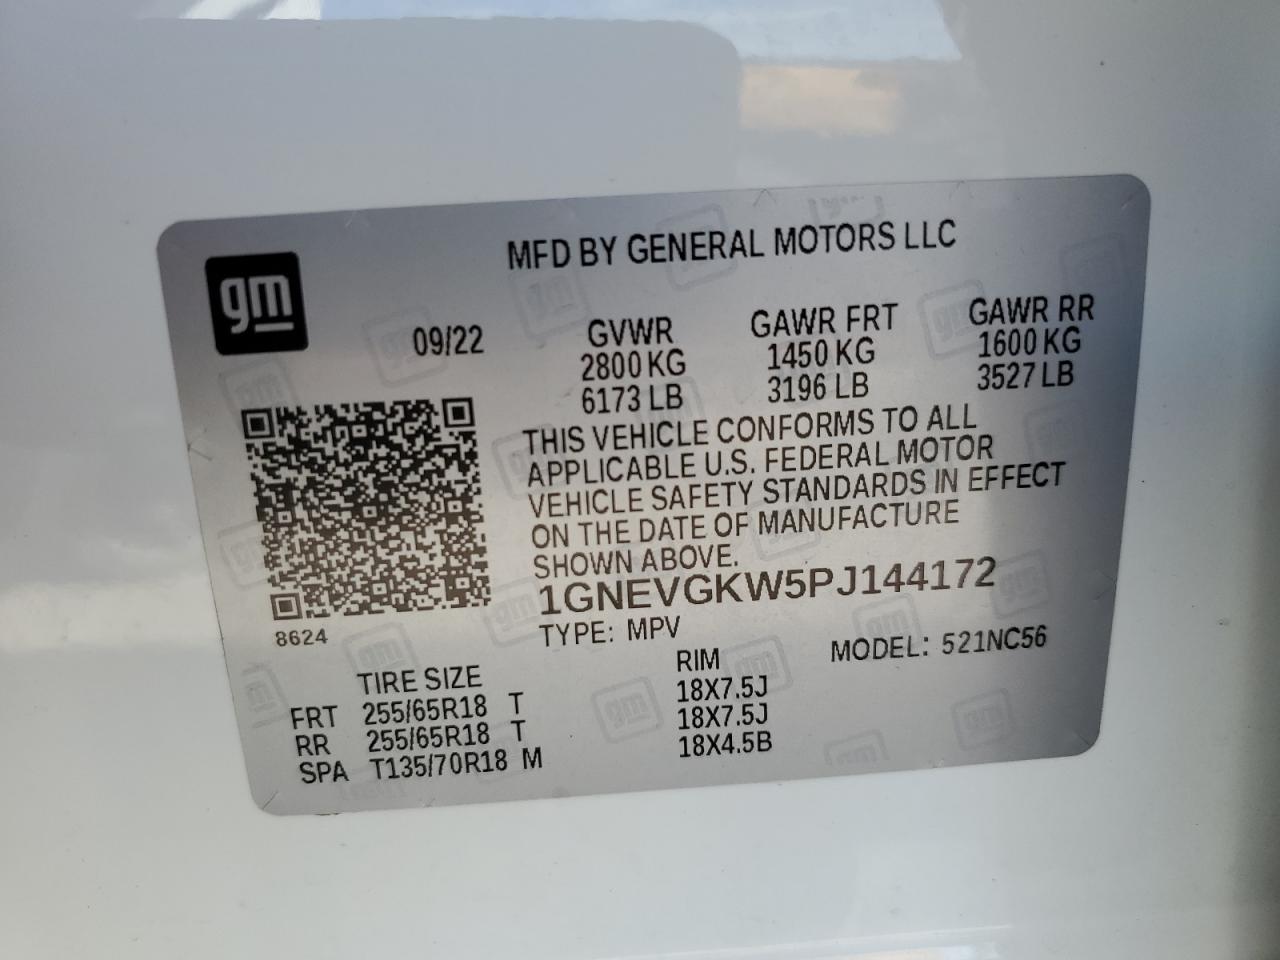 gm
MFD BY GENERAL MOTORS LLC
09/22
GVWR GAWR FRT GAWR RR
2800 KG 1450 KG 1600 KG
6173 LB 3196 LB 3527 LB
THIS VEHICLE CONFORMS TO ALL
APPLICABLE U.S. FEDERAL MOTOR
VEHICLE SAFETY STANDARDS IN EFFECT
ON THE DATE OF MANUFACTURE
SHOWN ABOVE.
1GNEVGKW5PJ144172
8624
TYPE: MPV MODEL: 521NC56
TIRE SIZE RIM
FRT 255/65R18 T 18X7.5J
RR 255/65R18 T 18X7.5J
SPA T135/70R18 M 18X4.5B